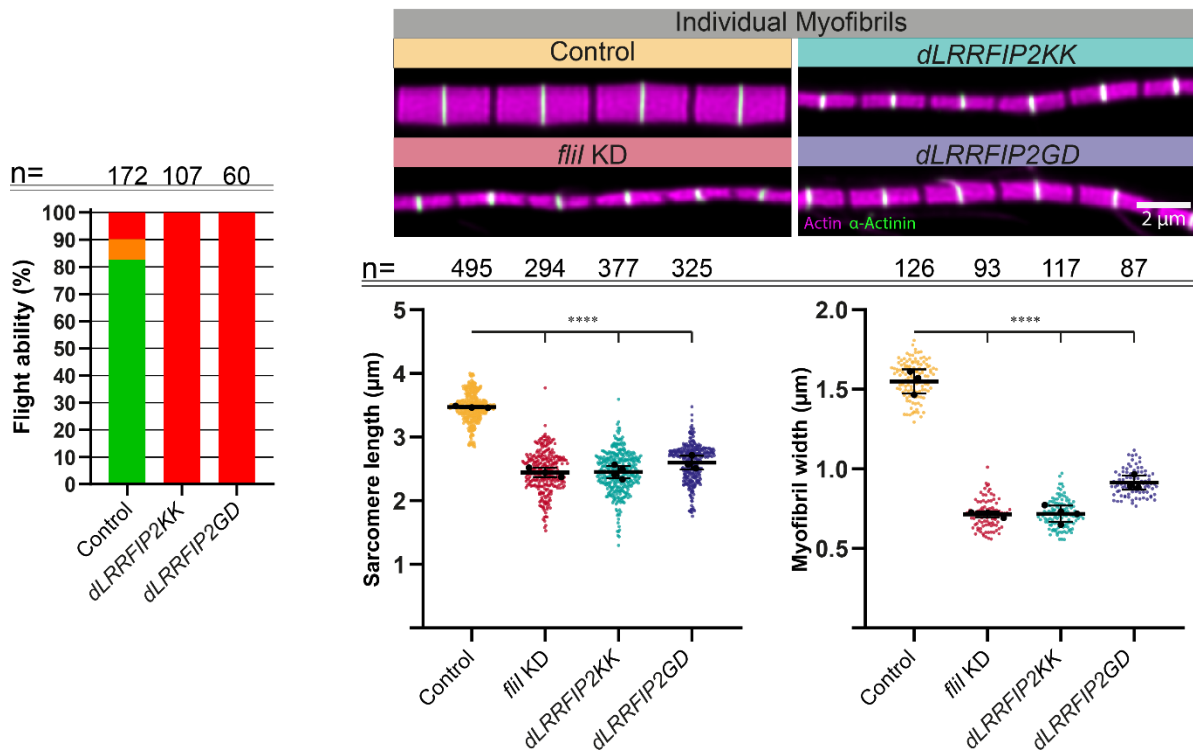 Individual Myofibrils
Control
dLRRFIP2KK
fliI KD
dLRRFIP2GD
Actin α-Actinin
2 µm
n=
172 107 60
Flight ability (%)
100
90
80
70
60
50
40
30
20
10
0
Control
dLRRFIP2KK
dLRRFIP2GD
n=
495 294 377 325
126 93 117 87
Sarcomere length (µm)
5
4
3
2
1
****
Control
fliI KD
dLRRFIP2KK
dLRRFIP2GD
Myofibril width (µm)
2.0
1.5
1.0
0.5
****
Control
fliI KD
dLRRFIP2KK
dLRRFIP2GD